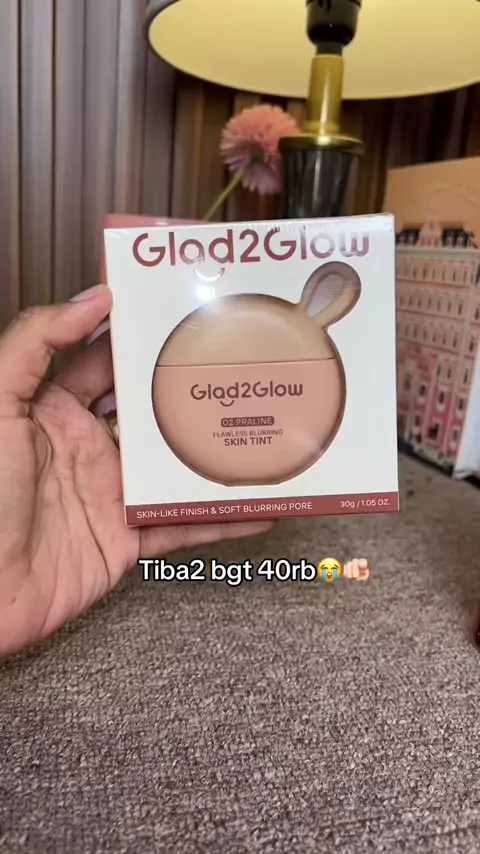 Glad2Glow
Glad2Glow
02 PRALINE
FLAWLESS BLURRING
SKIN TINT
SKIN-LIKE FINISH & SOFT BLURRING PORE
30g / 1.05 OZ.
Tiba2 bgt 40rb😭🫵🏻